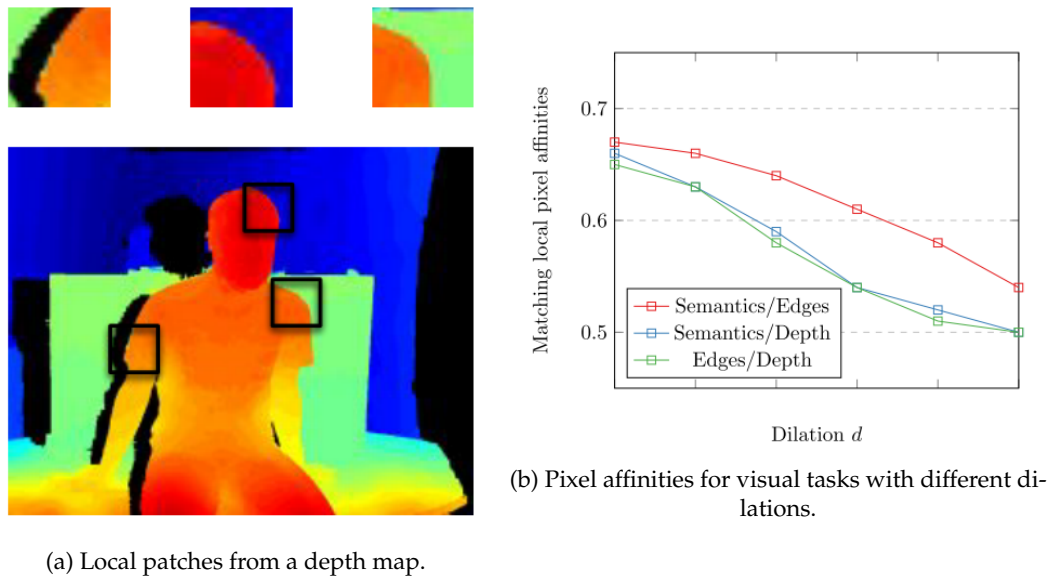 0.7
0.6
0.5
Matching local pixel affinities
Semantics/Edges
Semantics/Depth
Edges/Depth
Dilation d
(b) Pixel affinities for visual tasks with different di-
lations.
(a) Local patches from a depth map.